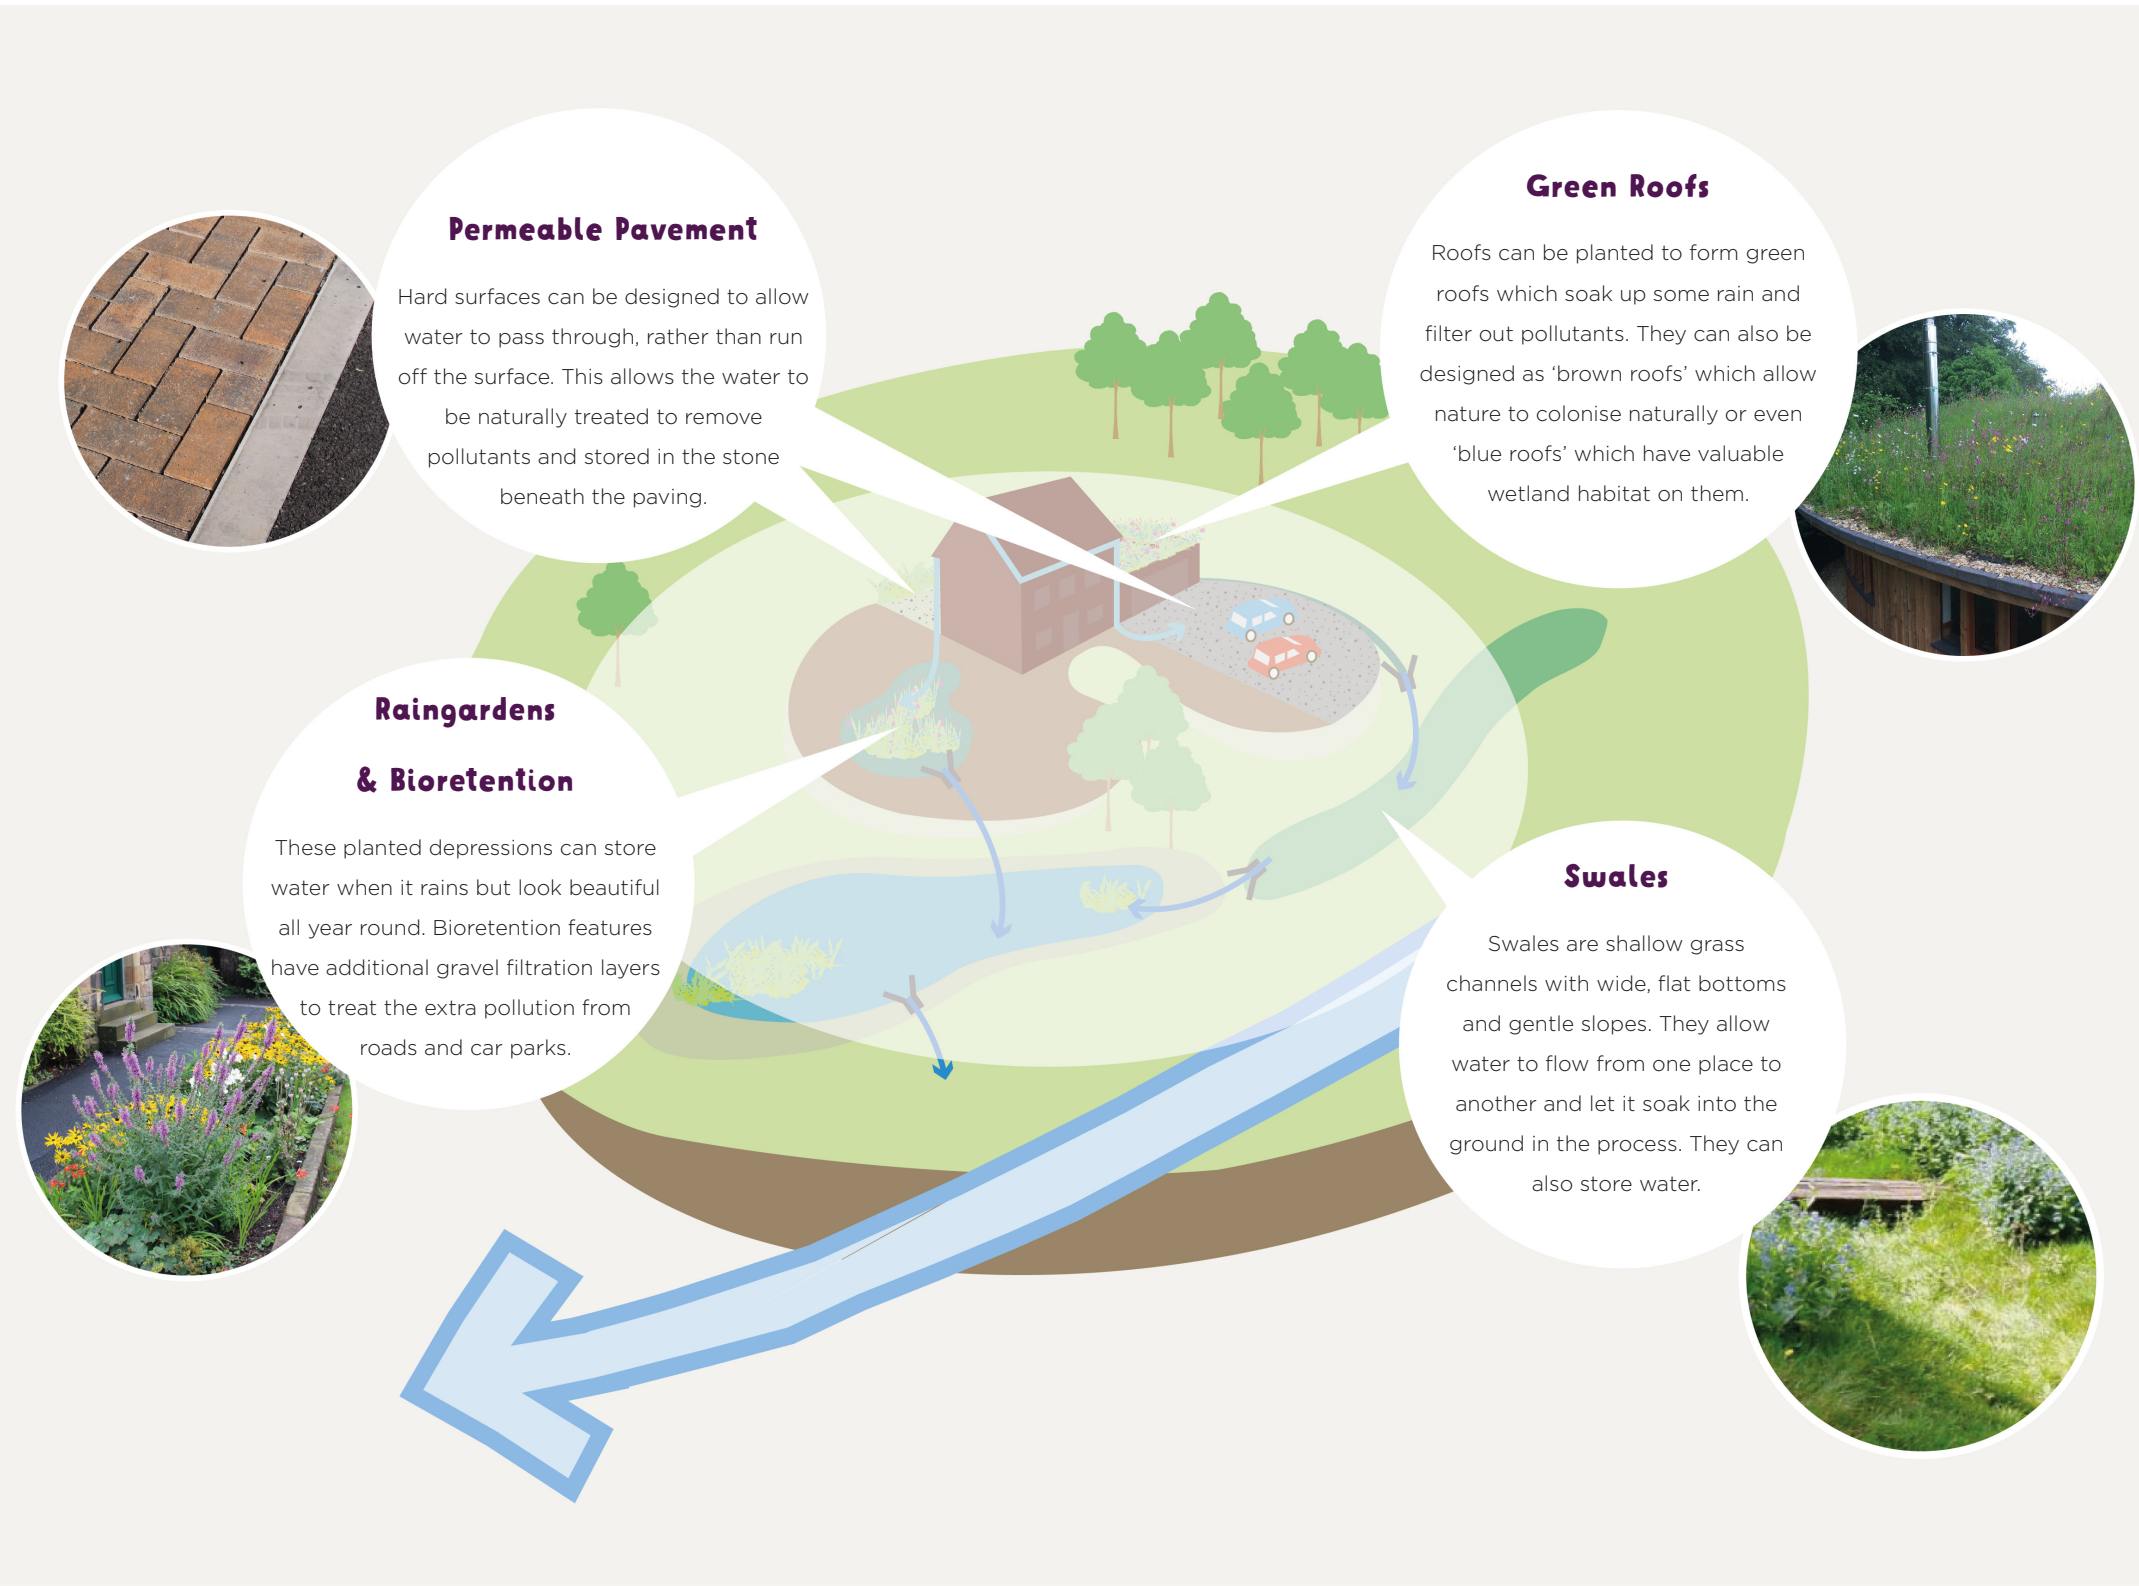 Permeable Pavement
Hard surfaces can be designed to allow
water to pass through, rather than run
off the surface. This allows the water to
be naturally treated to remove
pollutants and stored in the stone
beneath the paving.
Green Roofs
Roofs can be planted to form green
roofs which soak up some rain and
filter out pollutants. They can also be
designed as ‘brown roofs’ which allow
nature to colonise naturally or even
‘blue roofs’ which have valuable
wetland habitat on them.
Raingardens
& Bioretention
These planted depressions can store
water when it rains but look beautiful
all year round. Bioretention features
have additional gravel filtration layers
to treat the extra pollution from
roads and car parks.
Swales
Swales are shallow grass
channels with wide, flat bottoms
and gentle slopes. They allow
water to flow from one place to
another and let it soak into the
ground in the process. They can
also store water.